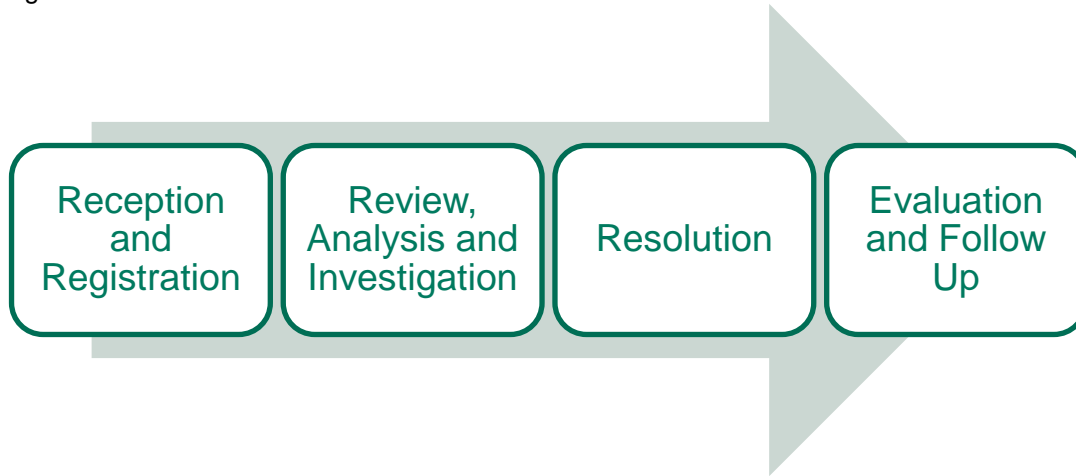 Reception
and
Registration
Review,
Analysis and
Investigation
Resolution
Evaluation
and Follow
Up